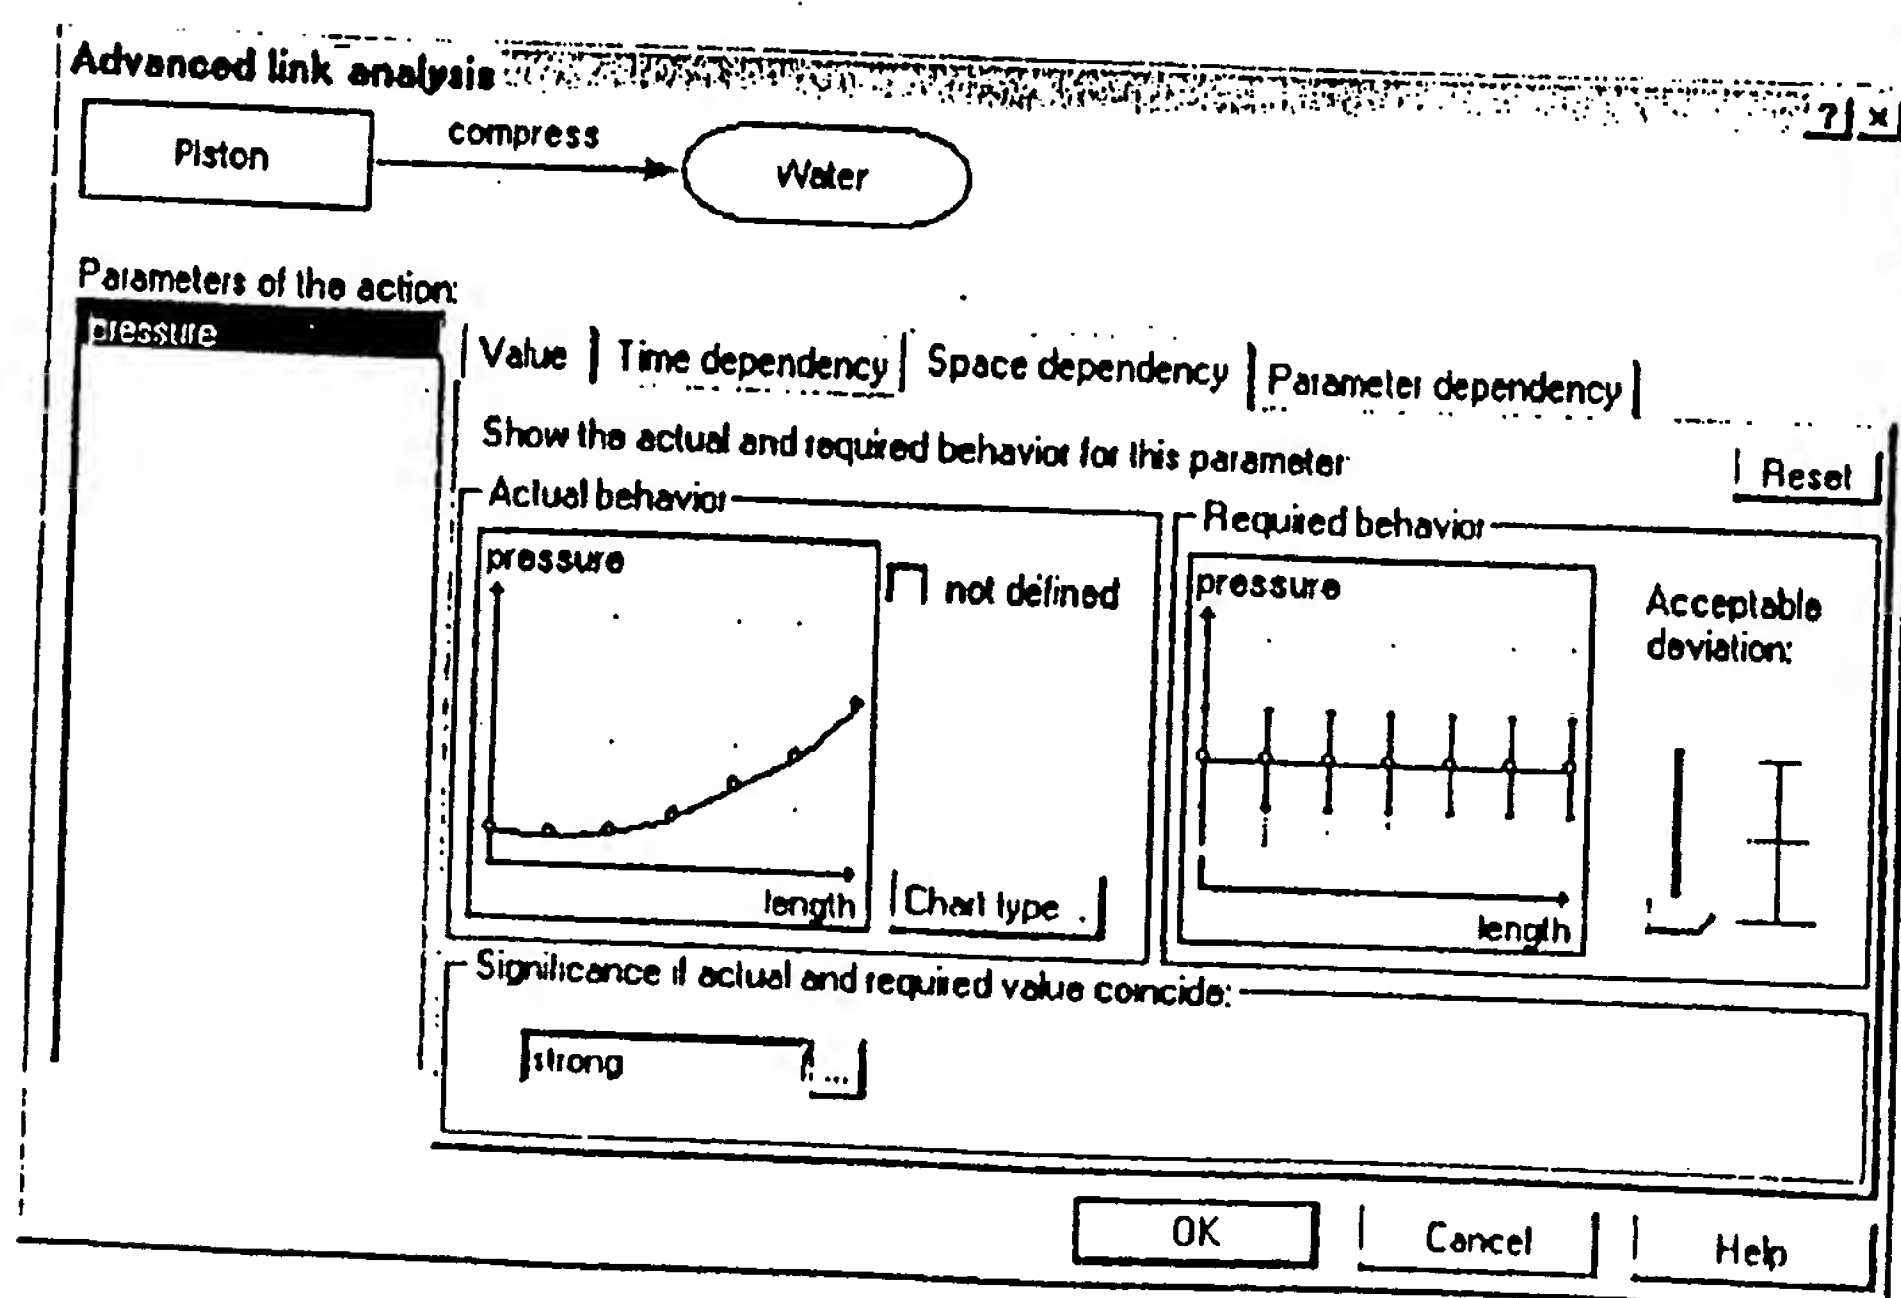 Advanced link analysis
? ×
Piston
compress
Water
Parameters of the action:
pressure
Value
Time dependency
Space dependency
Parameter dependency
Show the actual and required behavior for this parameter
Reset
Actual behavior
pressure
length
not defined
Chart type
Required behavior
pressure
length
Acceptable
deviation:
Significance if actual and required value coincide:
strong
...
OK
Cancel
Help